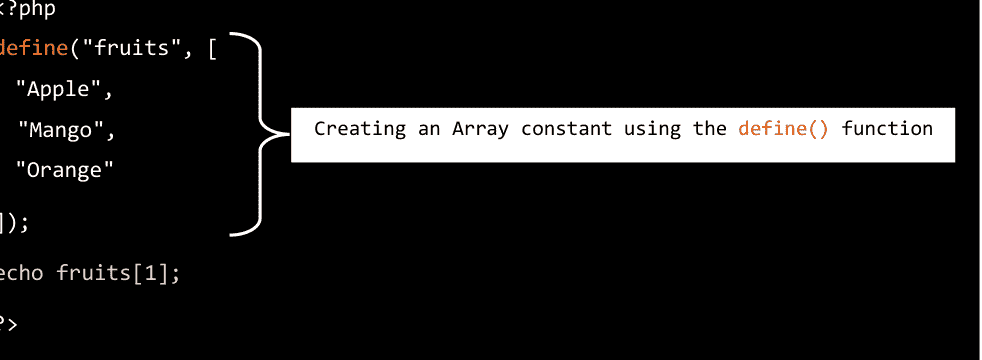 <?php
define("fruits", [
"Apple",
"Mango",
"Orange"
]);
Creating an Array constant using the define() function
echo fruits[1];
?>